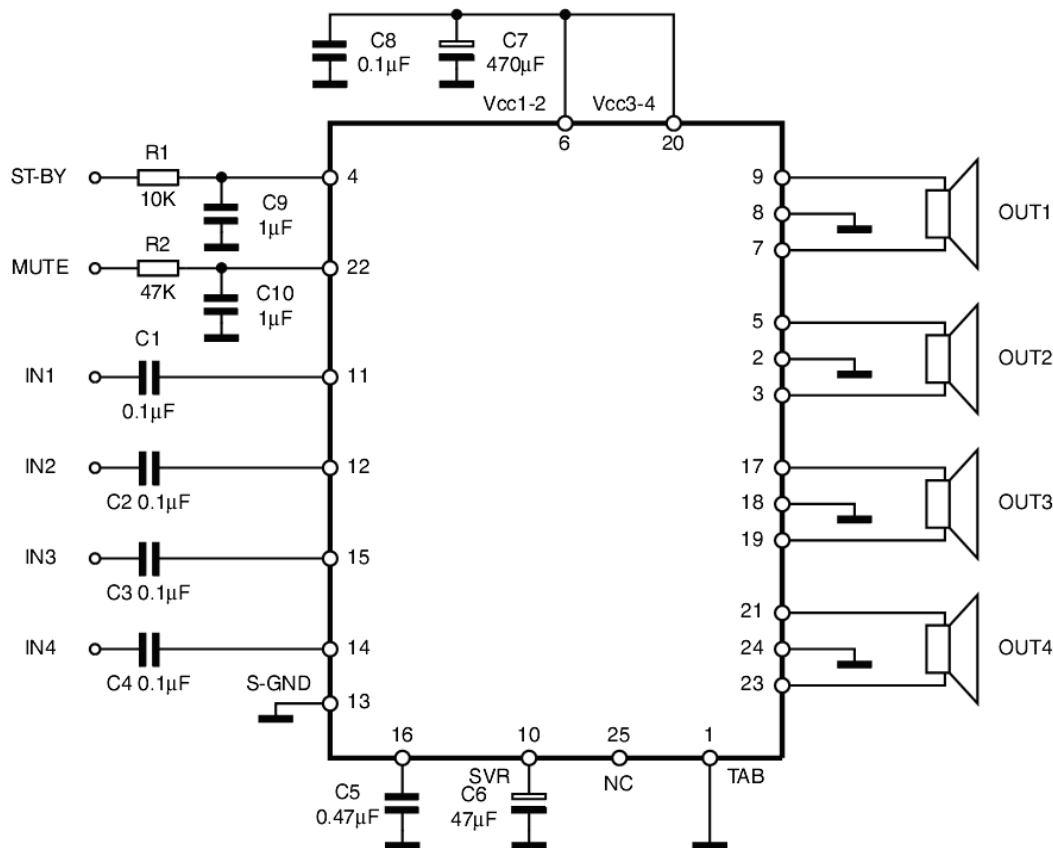 C8
0.1µF
C7
470µF
Vcc1-2
Vcc3-4
6
20
ST-BY
R1
10K
4
C9
1µF
MUTE
R2
47K
22
C10
1µF
IN1
C1
0.1µF
11
IN2
C2 0.1µF
12
IN3
C3 0.1µF
15
IN4
C4 0.1µF
14
S-GND
13
9
8
7
OUT1
5
2
3
OUT2
17
18
19
OUT3
21
24
23
OUT4
16
10
25
1
SVR
NC
TAB
C5
0.47µF
C6
47µF